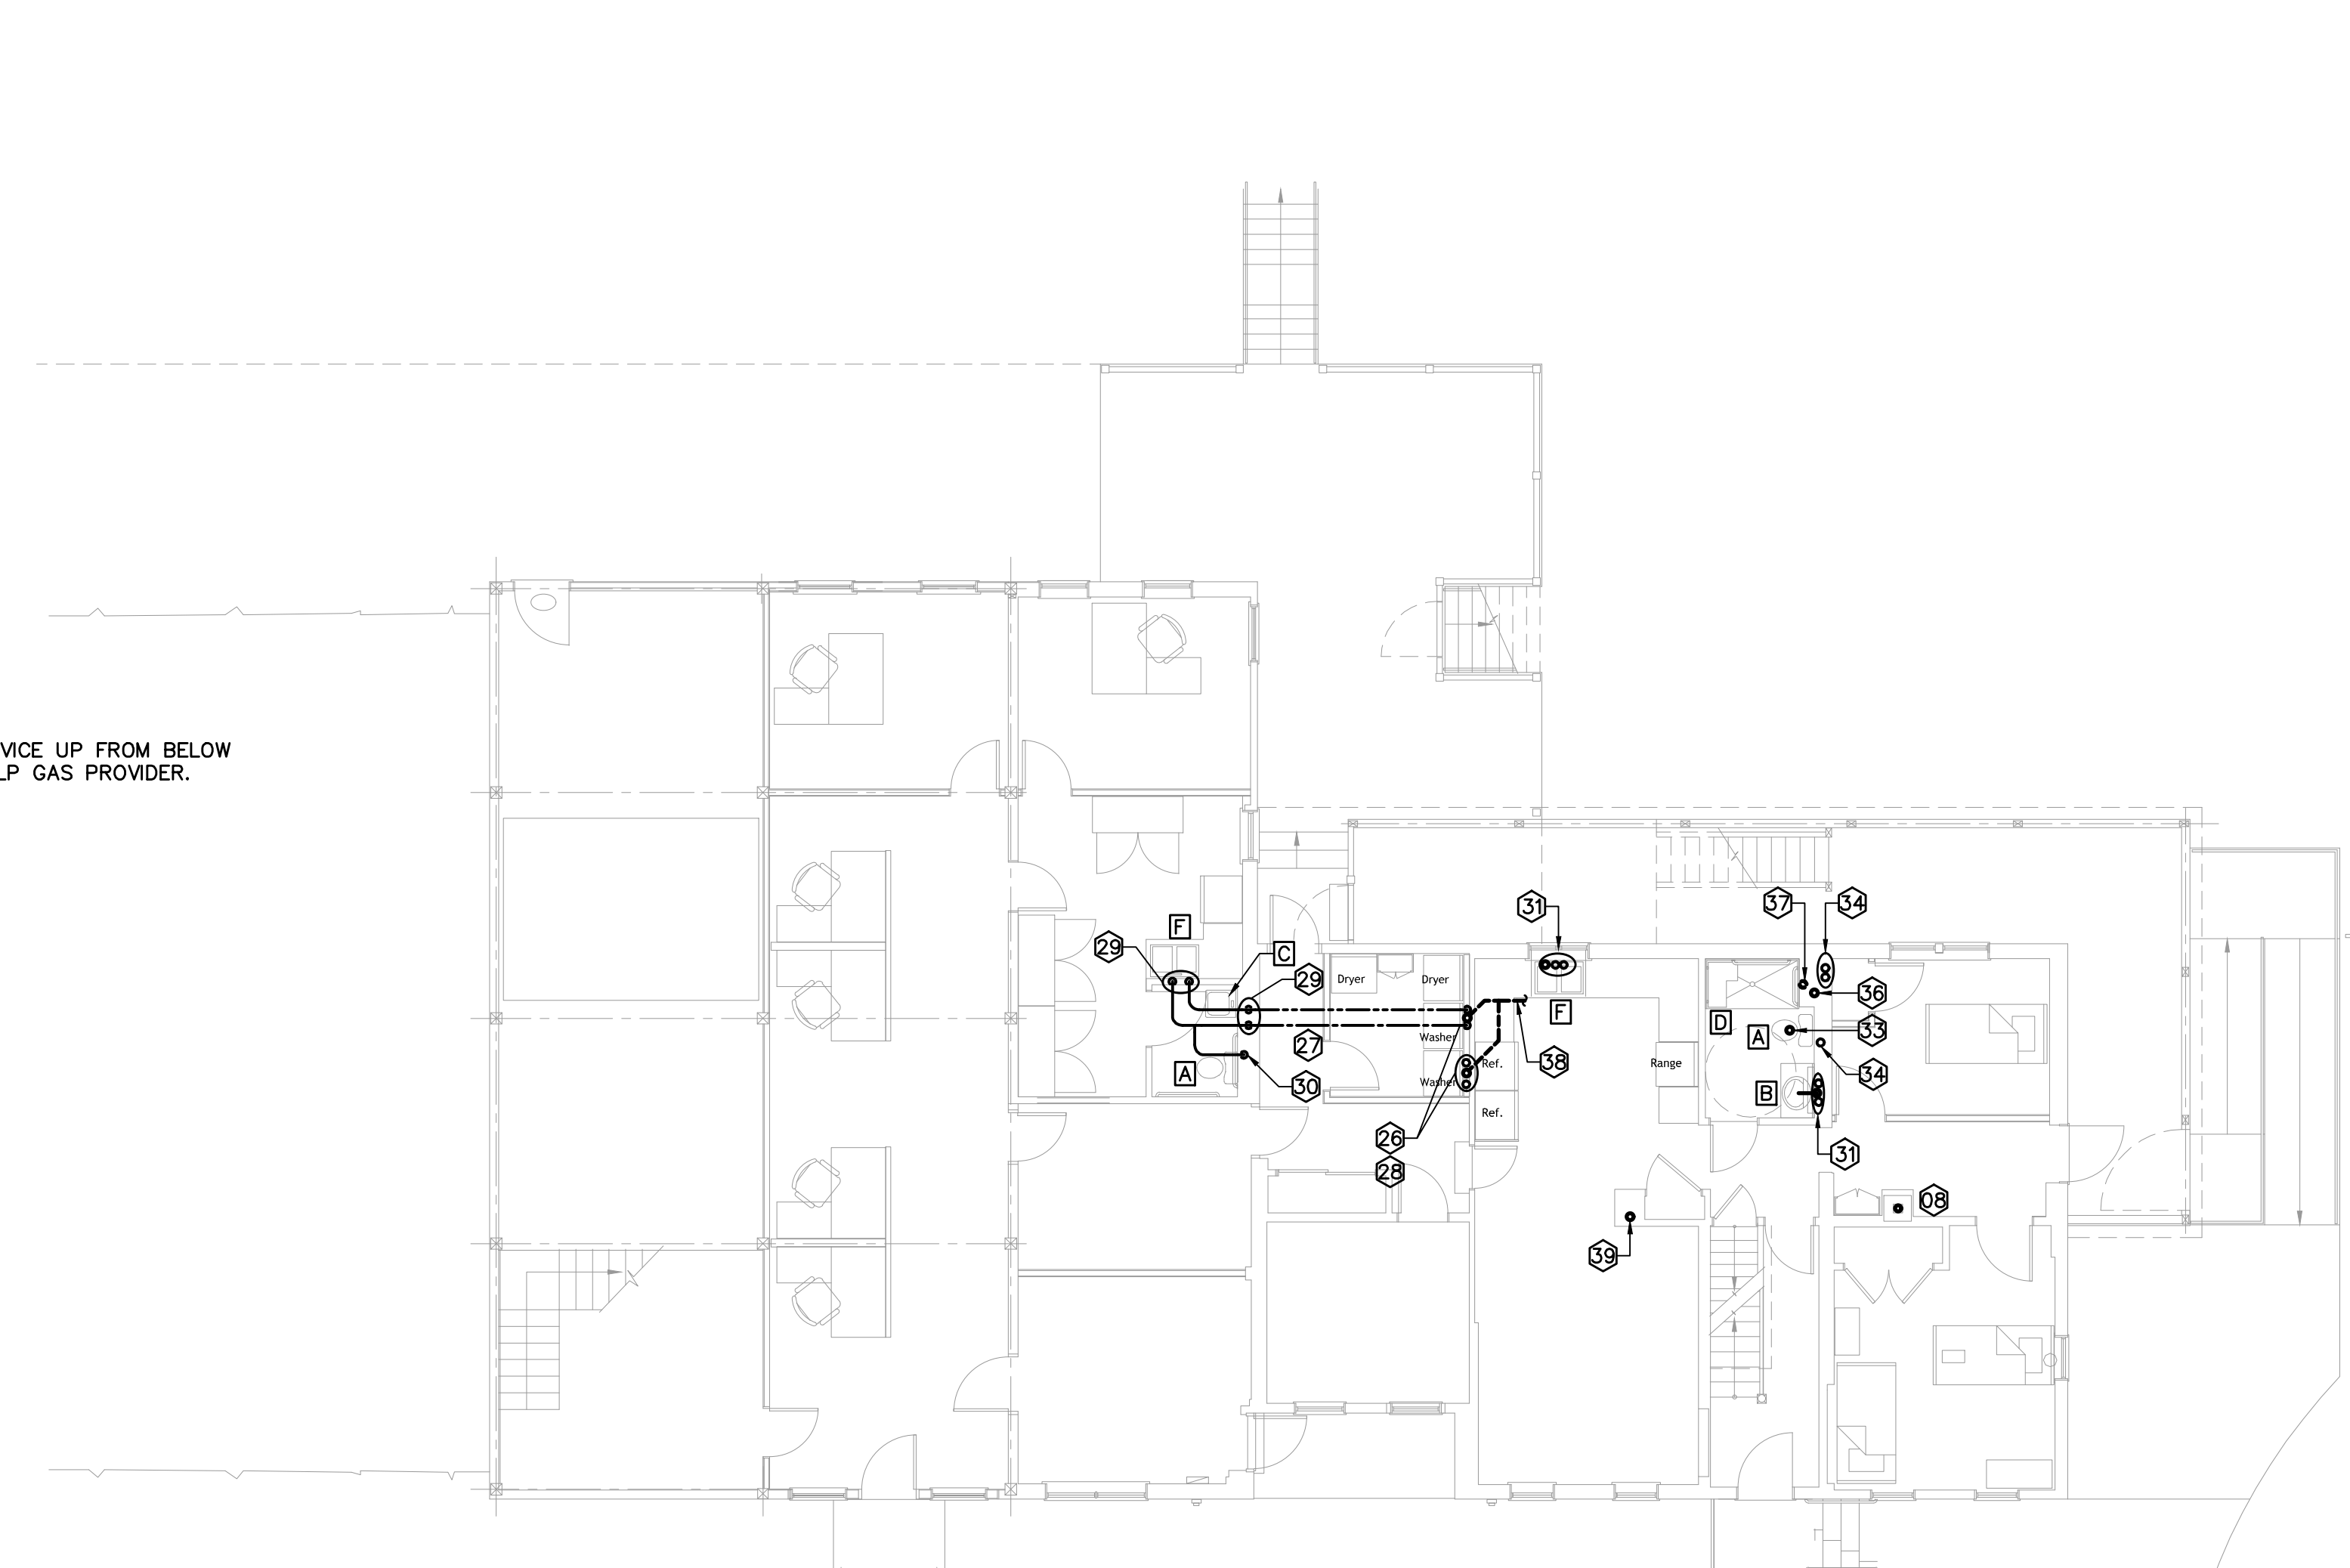 VICE UP FROM BELOW
LP GAS PROVIDER.
31
37
34
F
29
C
29
Dryer
Dryer
36
F
D
A
33
27
Washer
38
Ref.
Range
34
A
30
Washer
B
Ref.
26
31
28
08
39